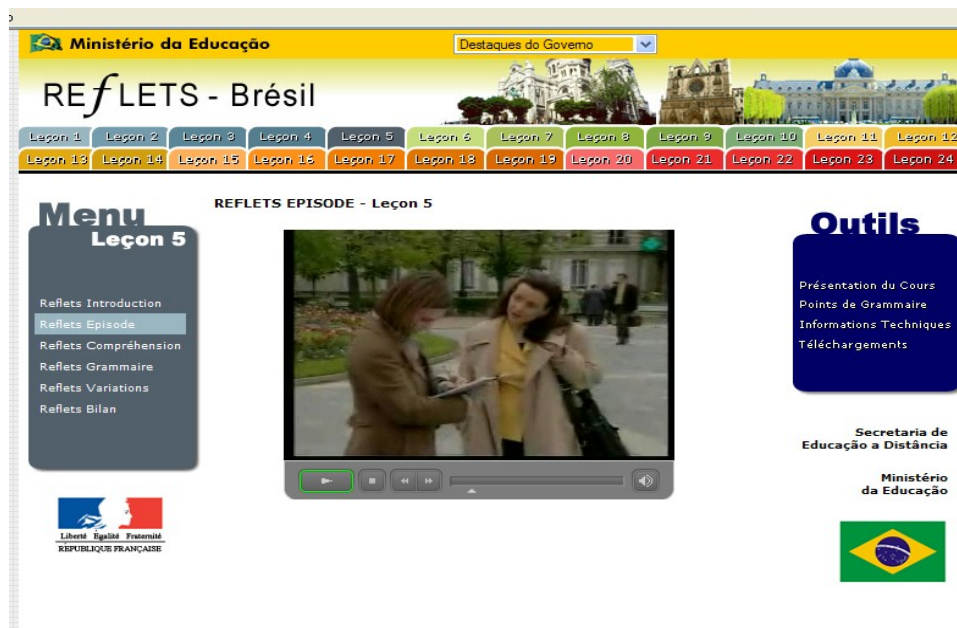 Ministério da Educação
Destaques do Governo
REfLETS - Brésil
Leçon 1 Leçon 2 Leçon 3 Leçon 4 Leçon 5 Leçon 6 Leçon 7 Leçon 8 Leçon 9 Leçon 10 Leçon 11 Leçon 12
Leçon 13 Leçon 14 Leçon 15 Leçon 16 Leçon 17 Leçon 18 Leçon 19 Leçon 20 Leçon 21 Leçon 22 Leçon 23 Leçon 24
REFLETS EPISODE - Leçon 5
Menu
Leçon 5
Reflets Introduction
Reflets Episode
Reflets Compréhension
Reflets Grammaire
Reflets Variations
Reflets Bilan
Liberté Égalité Fraternité
RÉPUBLIQUE FRANÇAISE
Outils
Présentation du Cours
Points de Grammaire
Informations Techniques
Téléchargements
Secretaria de
Educação a Distância
Ministério
da Educação